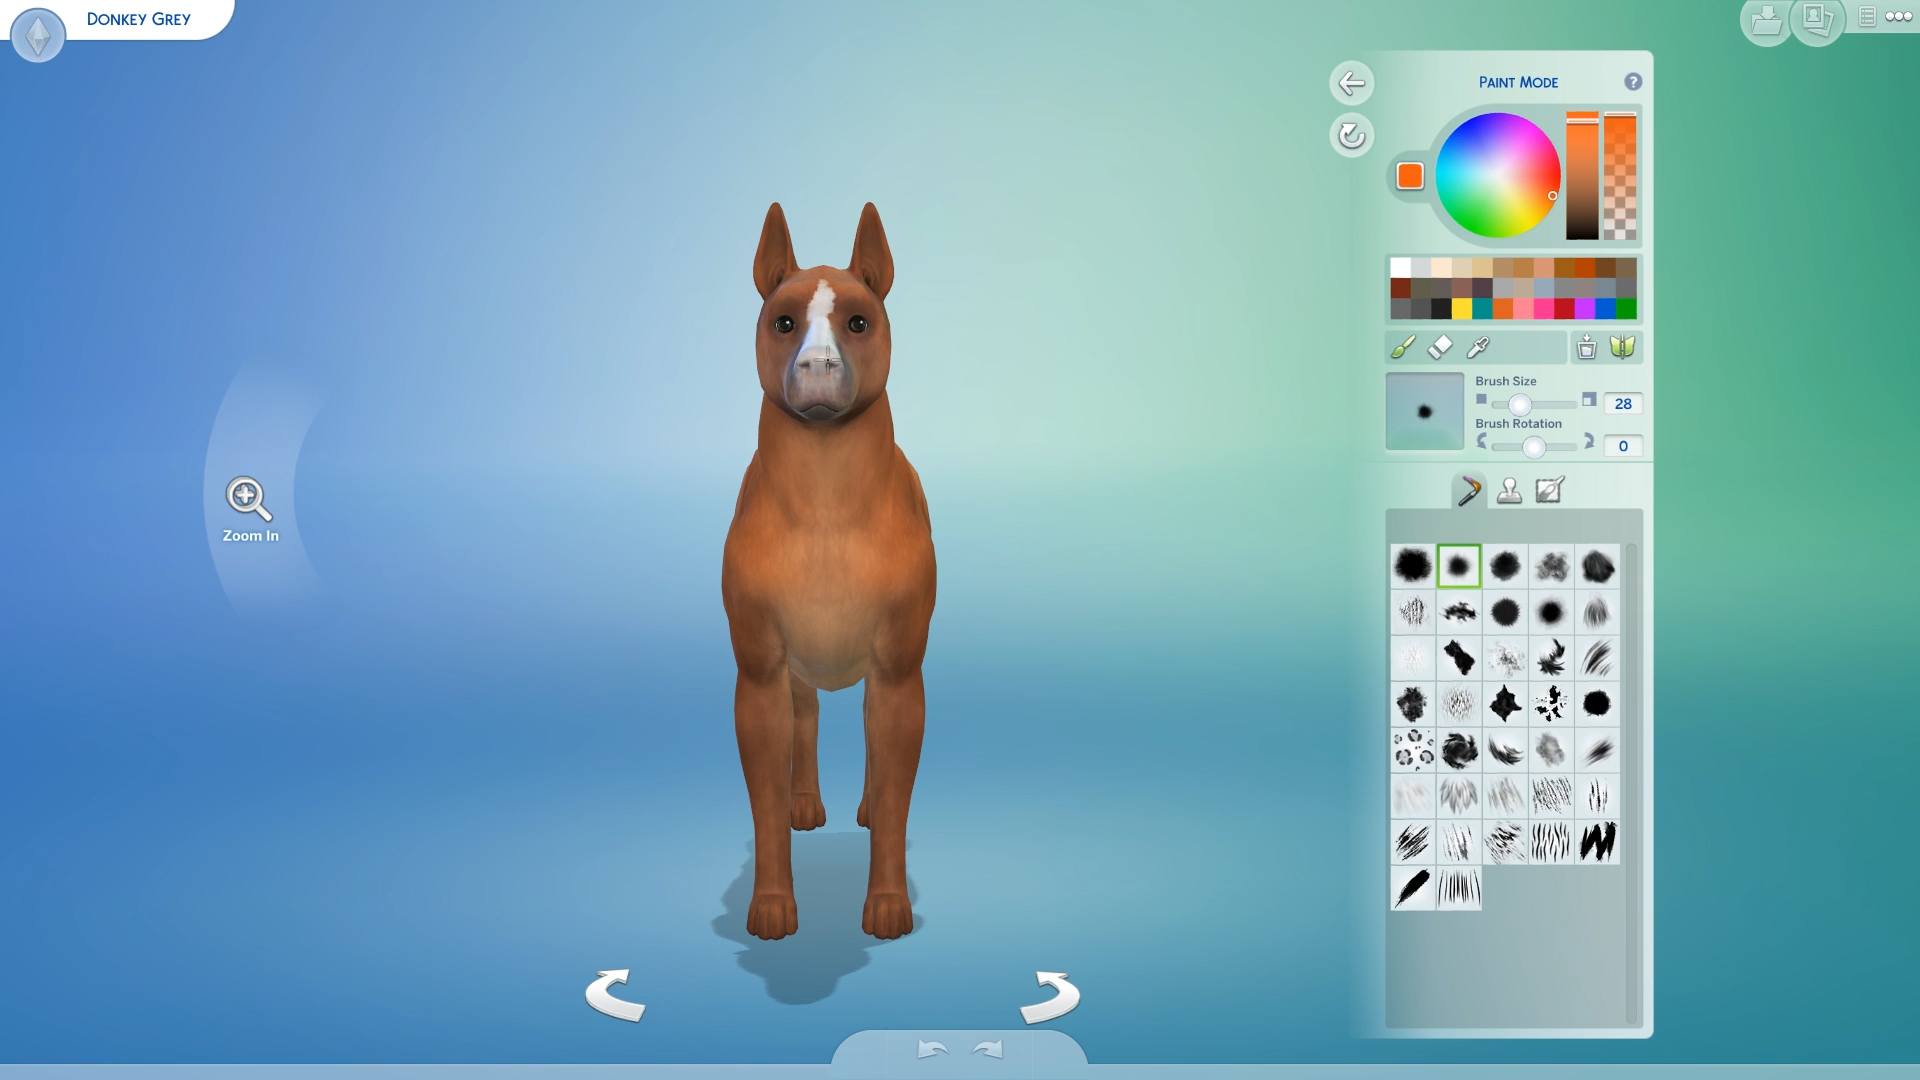 Donkey Grey
Paint Mode
?
Brush Size
28
Brush Rotation
0
Zoom In